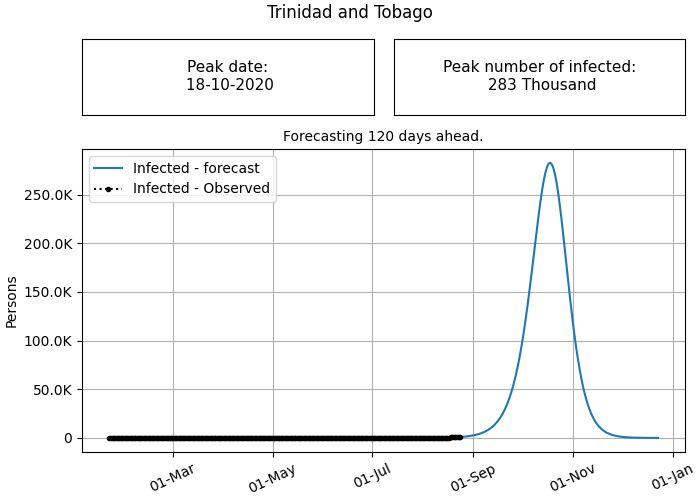 Trinidad and Tobago
Peak date:
18-10-2020
Peak number of infected:
283 Thousand
Forecasting 120 days ahead.
Infected - forecast
Infected - Observed
Persons
250.0K
200.0K
150.0K
100.0K
50.0K
0
01-Mar
01-May
01-Jul
01-Sep
01-Nov
01-Jan